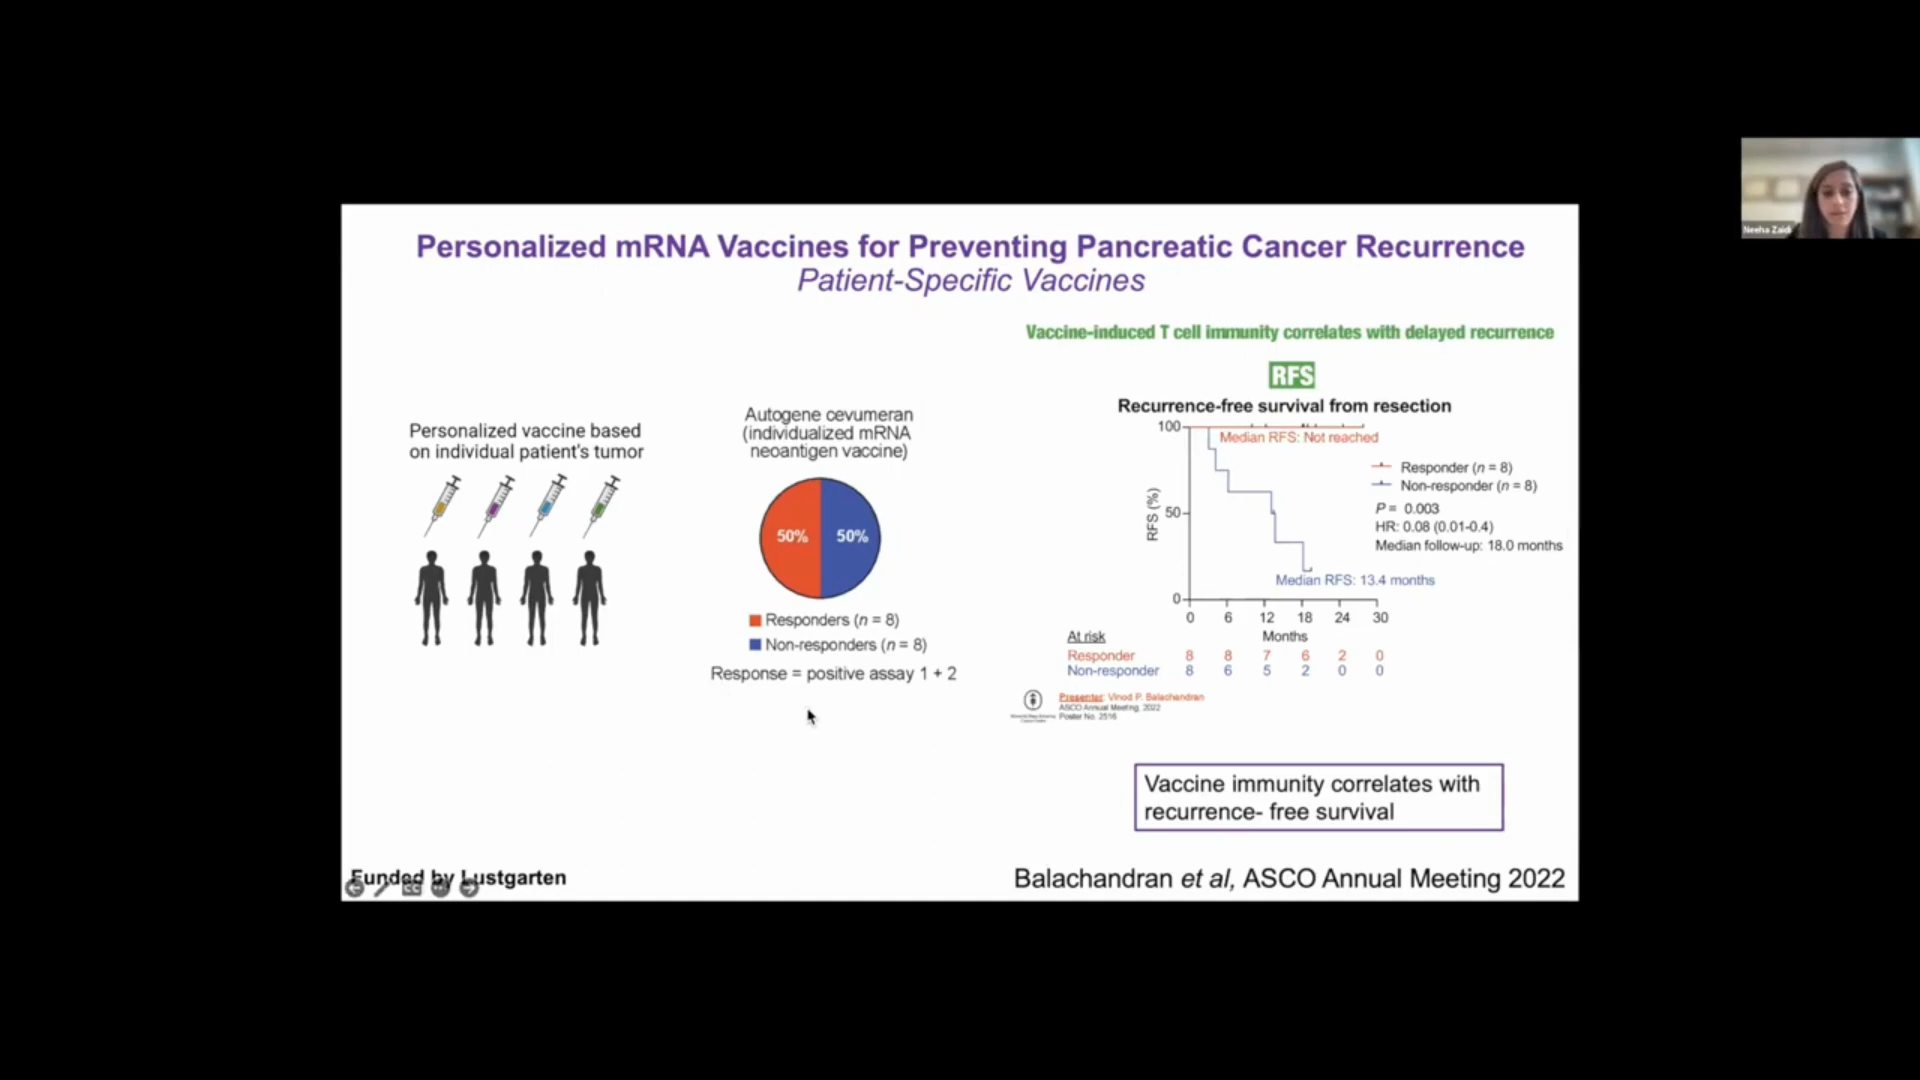 Personalized mRNA Vaccines for Preventing Pancreatic Cancer Recurrence
Patient-Specific Vaccines
Personalized vaccine based
on individual patient's tumor
Autogene cevumeran
(individualized mRNA
neoantigen vaccine)
50%
50%
Responders (n = 8)
Non-responders (n = 8)
Response = positive assay 1 + 2
Vaccine-induced T cell immunity correlates with delayed recurrence
RFS
Recurrence-free survival from resection
100
50
0
RFS (%)
Median RFS: Not reached
Responder (n = 8)
Non-responder (n = 8)
P = 0.003
HR: 0.08 (0.01-0.4)
Median follow-up: 18.0 months
Median RFS: 13.4 months
0 6 12 18 24 30
At risk
Months
Responder 8 8 7 6 2 0
Non-responder 8 6 5 2 0 0
Presenter: Vinod P. Balachandran
ASCO Annual Meeting, 2022
Poster No. 2516
Vaccine immunity correlates with
recurrence- free survival
Funded by Lustgarten
CC
Balachandran et al, ASCO Annual Meeting 2022
Neeha Zaidi